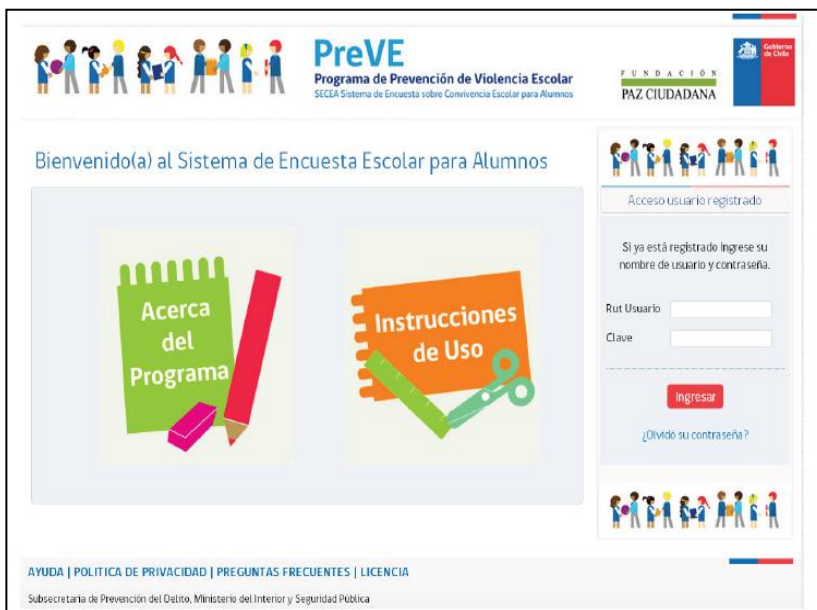 PreVE
Programa de Prevención de Violencia Escolar
SECEA Sistema de Encuesta sobre Convivencia Escolar para Alumnos
FUNDACIÓN
PAZ CIUDADANA
Gobierno
de Chile
Bienvenido(a) al Sistema de Encuesta Escolar para Alumnos
Acerca
del
Programa
Instrucciones
de Uso
Acceso usuario registrado
Si ya está registrado ingrese su
nombre de usuario y contraseña.
Rut Usuario
Clave
Ingresar
¿Olvidó su contraseña?
AYUDA | POLITICA DE PRIVACIDAD | PREGUNTAS FRECUENTES | LICENCIA
Subsecretaria de Prevención del Delito, Ministerio del Interior y Seguridad Pública